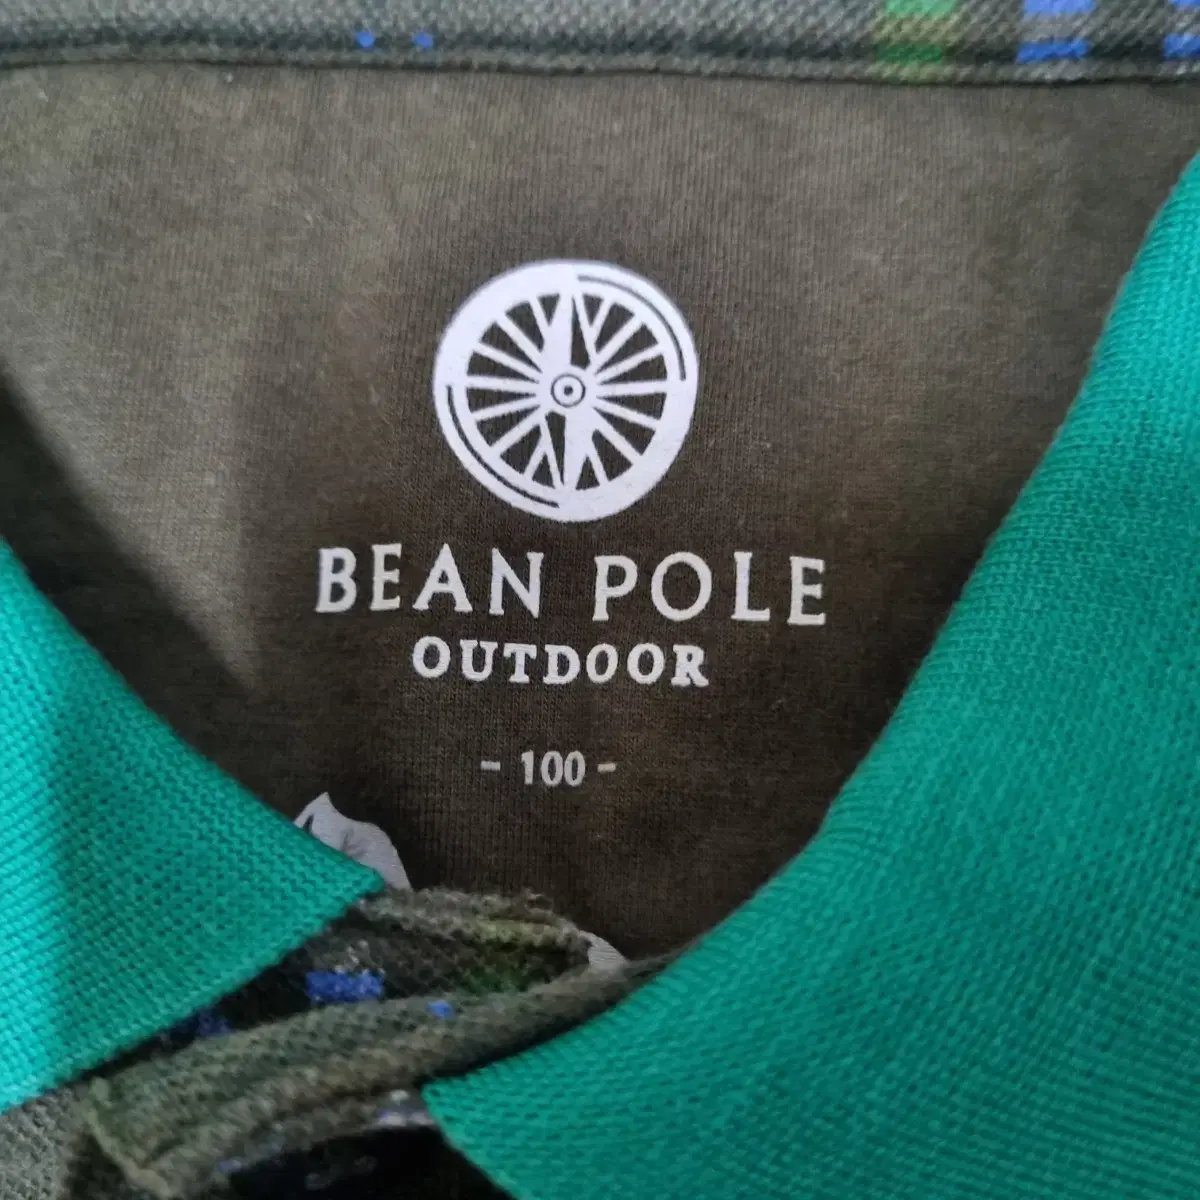 BEAN POLE
OUTDOOR
- 100 -